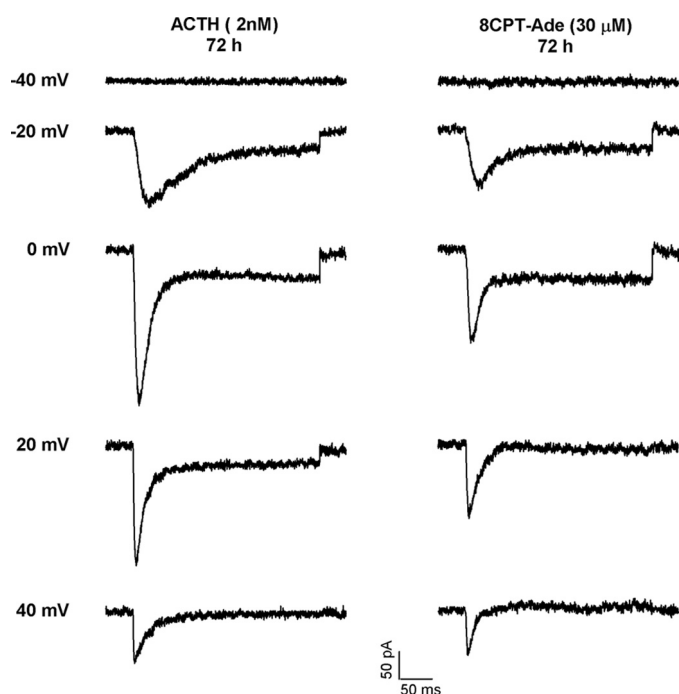 ACTH ( 2nM)
72 h
8CPT-Ade (30 μM)
72 h
-40 mV
-20 mV
0 mV
20 mV
40 mV
50 pA
50 ms